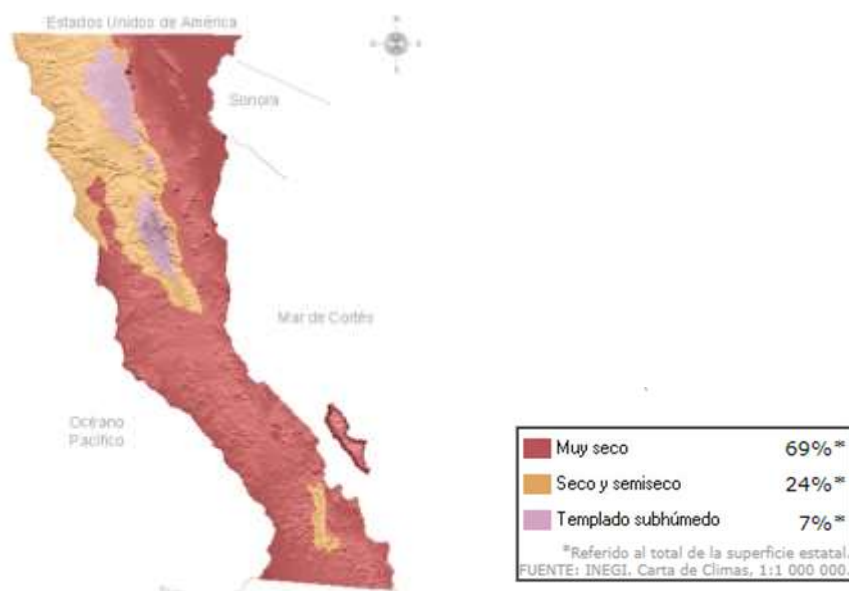 Estados Unidos de América
Sonora
Mar de Cortés
Océano
Pacífico
Muy seco 69%*
Seco y semiseco 24%*
Templado subhúmedo 7%*
*Referido al total de la superficie estatal.
FUENTE: INEGI. Carta de Climas, 1:1 000 000.